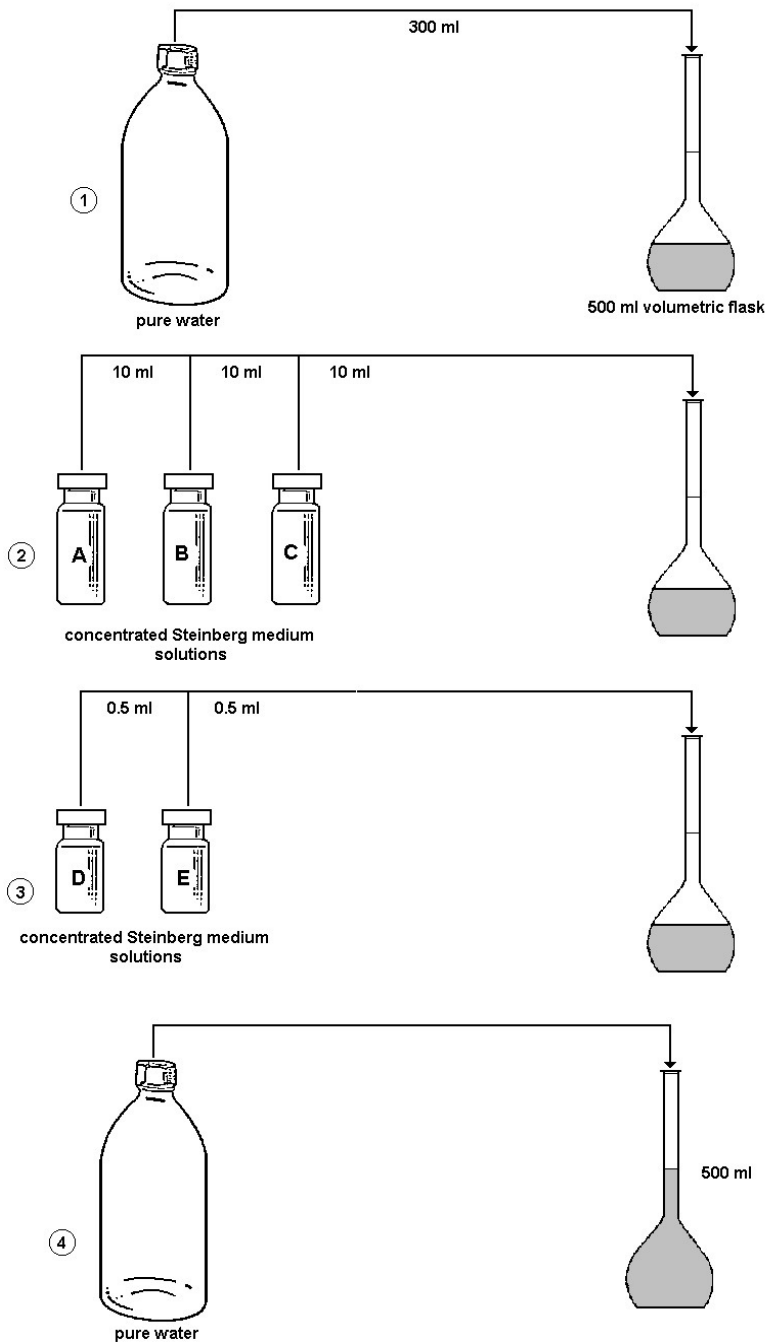 300 ml
1
pure water
500 ml volumetric flask
10 ml 10 ml 10 ml
2
A B C
concentrated Steinberg medium
solutions
0.5 ml 0.5 ml
3
D E
concentrated Steinberg medium
solutions
500 ml
4
pure water